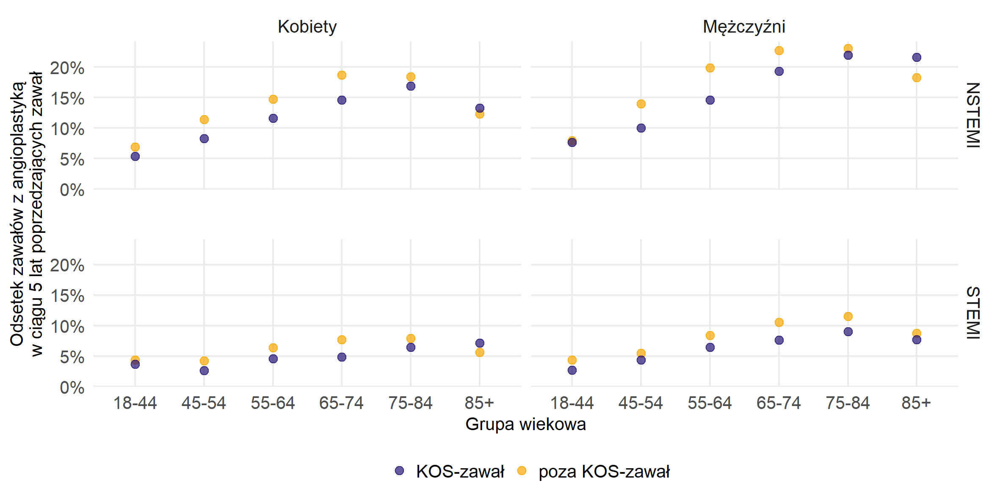 Kobiety
Mężczyźni
Odsetek zawałów z angioplastyką
w ciągu 5 lat poprzedzających zawał
20%
15%
10%
5%
0%
NSTEMI
20%
15%
10%
5%
0%
STEMI
18-44 45-54 55-64 65-74 75-84 85+
18-44 45-54 55-64 65-74 75-84 85+
Grupa wiekowa
KOS-zawał poza KOS-zawał